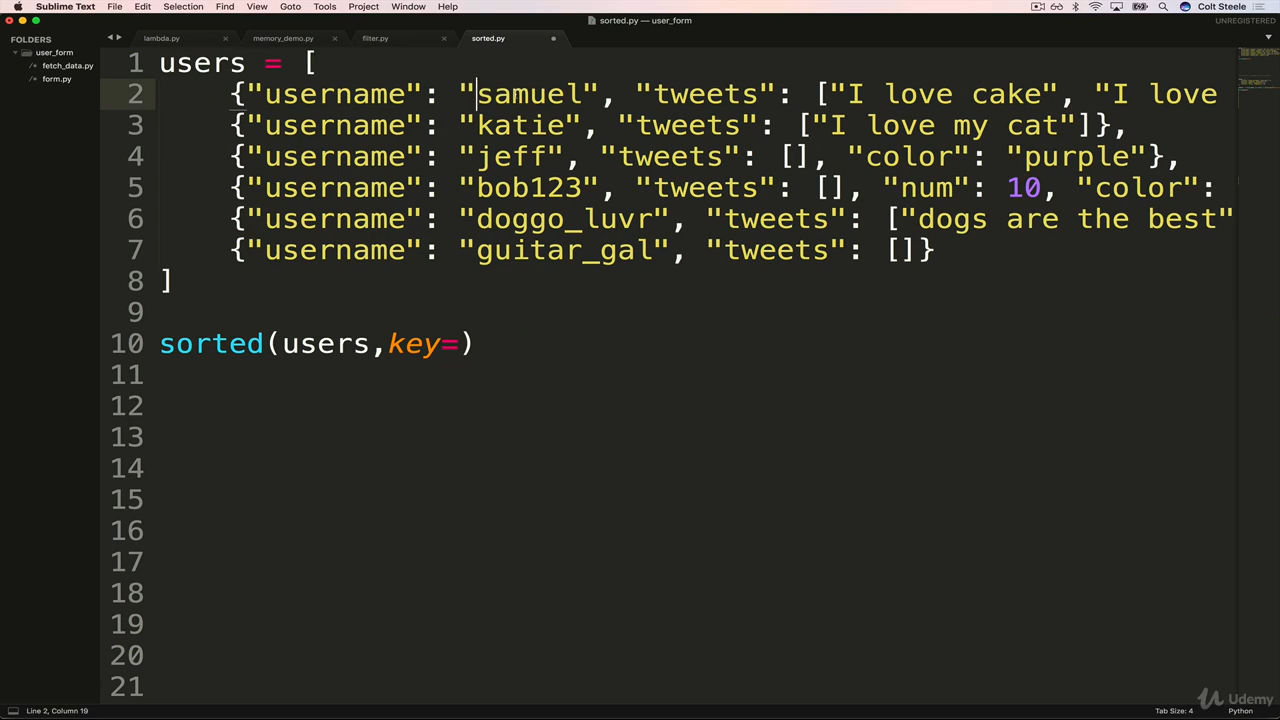 Sublime Text File Edit Selection Find View Goto Tools Project Window Help Colt Steele
sorted.py — user_form UNREGISTERED
FOLDERS
user_form
fetch_data.py
form.py
lambda.py memory_demo.py filter.py sorted.py
1 users = [
2 {"username": "samuel", "tweets": ["I love cake", "I love
3 {"username": "katie", "tweets": ["I love my cat"]},
4 {"username": "jeff", "tweets": [], "color": "purple"},
5 {"username": "bob123", "tweets": [], "num": 10, "color":
6 {"username": "doggo_luvr", "tweets": ["dogs are the best"
7 {"username": "guitar_gal", "tweets": []}
8 ]
9
10 sorted(users,key=)
11
12
13
14
15
16
17
18
19
20
21
Udemy
Line 2, Column 19 Tab Size: 4 Python